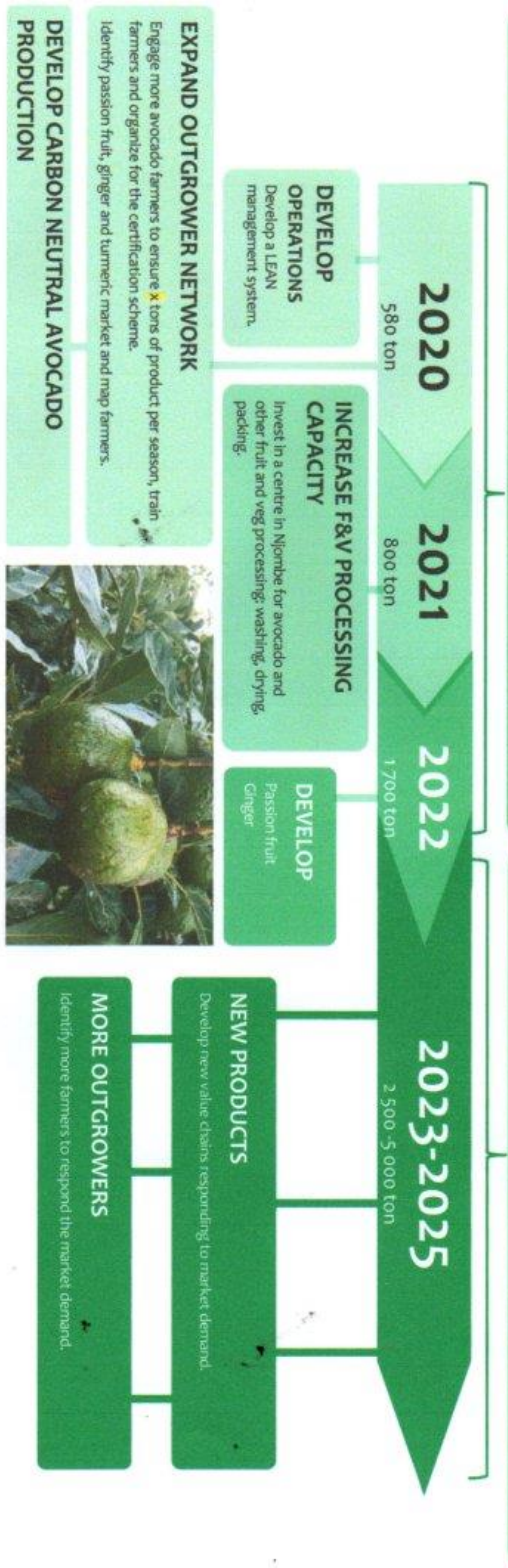 2020
580 ton
2021
800 ton
2022
1 700 ton
2023-2025
2 500 -5 000 ton
DEVELOP
OPERATIONS
Develop a LEAN
management system.
EXPAND OUTGROWER NETWORK
Engage more avocado farmers to ensure x tons of product per season, train
farmers and organize for the certification scheme.
Identify passion fruit, ginger and turmeric market and map farmers.
DEVELOP CARBON NEUTRAL AVOCADO
PRODUCTION
INCREASE F&V PROCESSING
CAPACITY
Invest in a centre in Njombe for avocado and
other fruit and veg processing: washing, drying,
packing.
DEVELOP
Passion fruit
Ginger
NEW PRODUCTS
Develop new value chains responding to market demand.
MORE OUTGROWERS
Identify more farmers to respond the market demand.